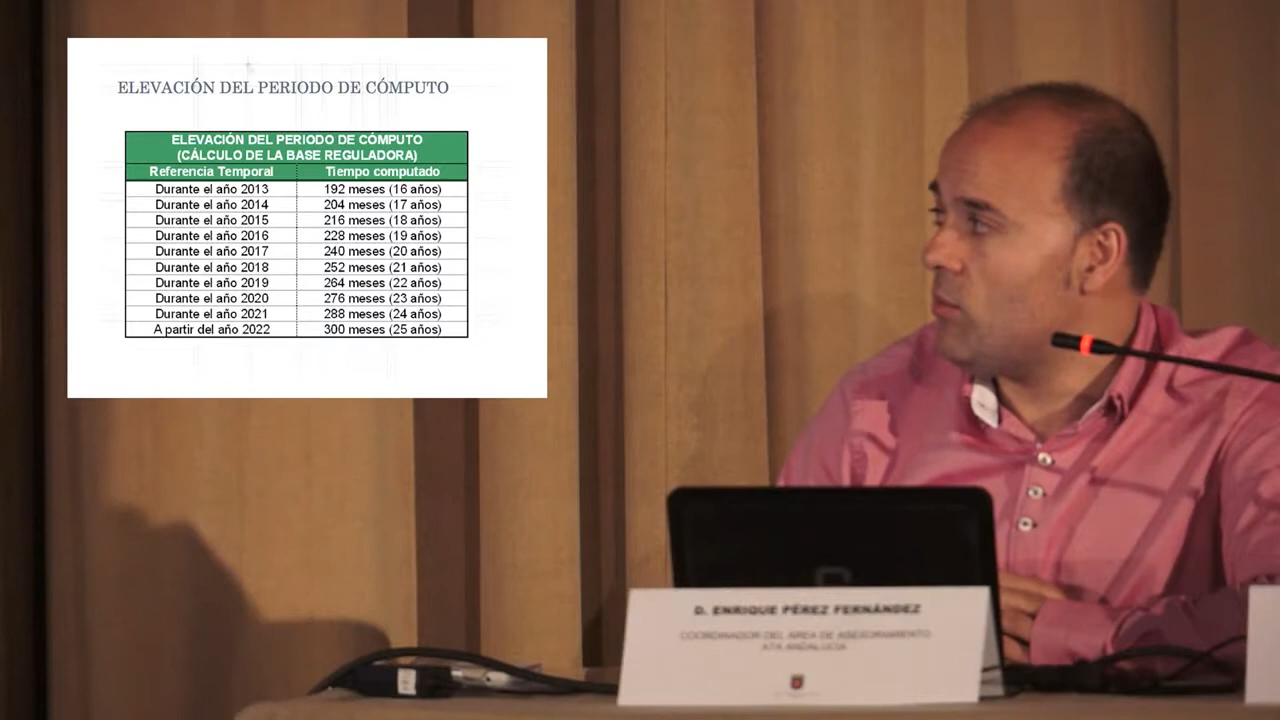 ELEVACIÓN DEL PERIODO DE CÓMPUTO
ELEVACIÓN DEL PERIODO DE CÓMPUTO
(CÁLCULO DE LA BASE REGULADORA)
Referencia Temporal Tiempo computado
Durante el año 2013 192 meses (16 años)
Durante el año 2014 204 meses (17 años)
Durante el año 2015 216 meses (18 años)
Durante el año 2016 228 meses (19 años)
Durante el año 2017 240 meses (20 años)
Durante el año 2018 252 meses (21 años)
Durante el año 2019 264 meses (22 años)
Durante el año 2020 276 meses (23 años)
Durante el año 2021 288 meses (24 años)
A partir del año 2022 300 meses (25 años)
D. ENRIQUE PÉREZ FERNÁNDEZ
COORDINADOR DEL ÁREA DE ASESORAMIENTO
ATA ANDALUCÍA